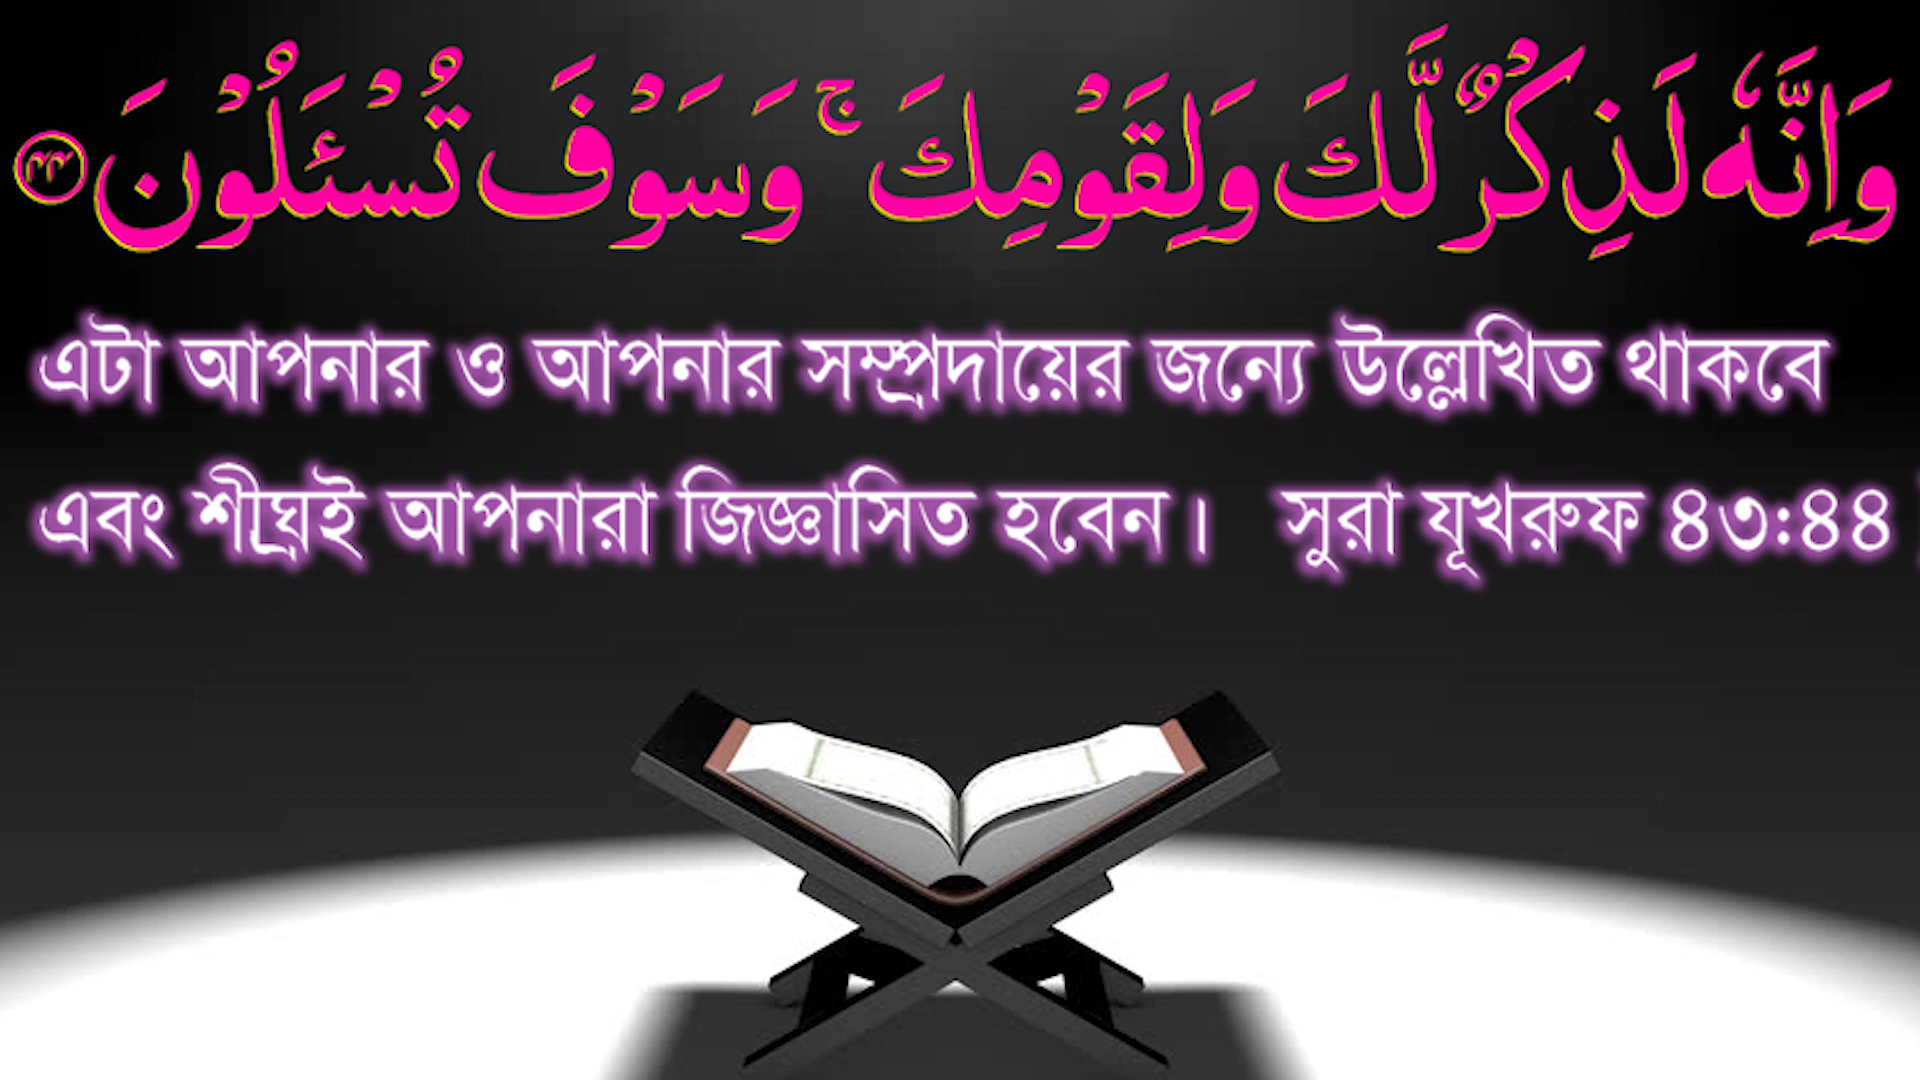 وَاِنَّهٗ لَذِكْرٌ لَّكَ وَلِقَوْمِكَ ۚ وَسَوْفَ تُسْئَلُوْنَ ۴۴
এটা আপনার ও আপনার সম্প্রদায়ের জন্যে উল্লেখিত থাকবে
এবং শীঘ্রই আপনারা জিজ্ঞাসিত হবেন। সুরা যূখরুফ ৪৩:৪৪